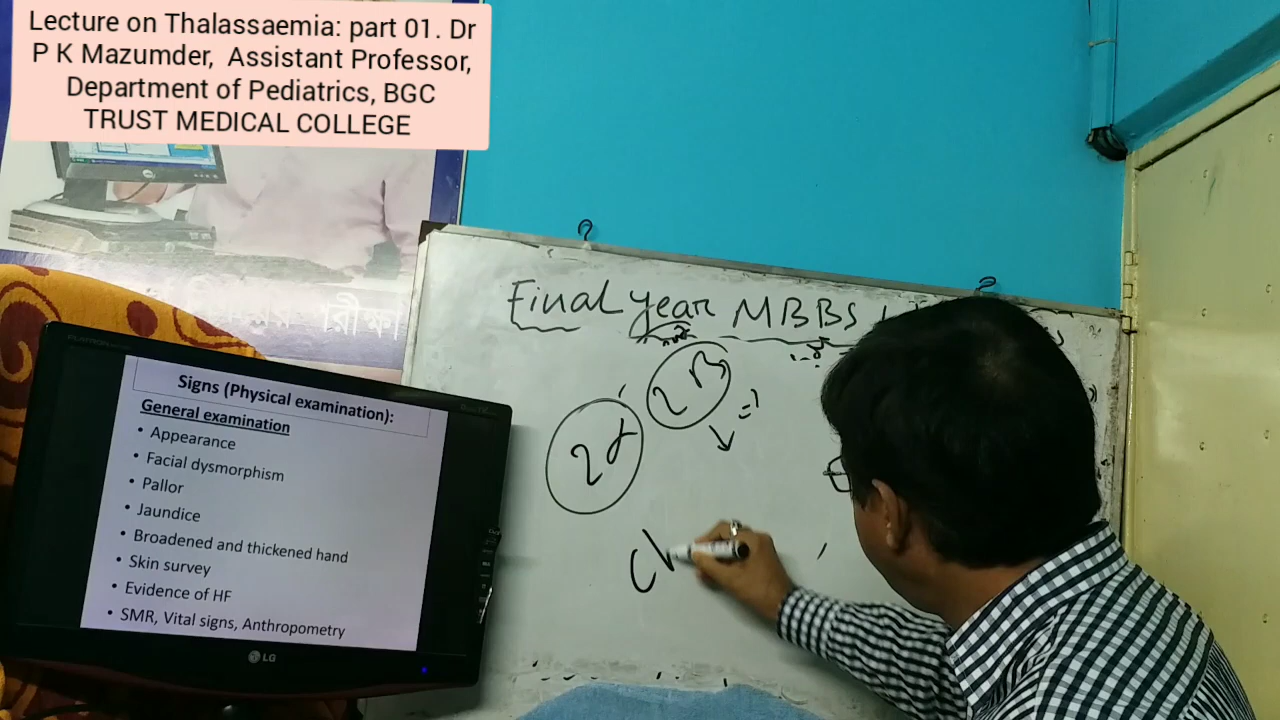 Lecture on Thalassaemia: part 01. Dr
P K Mazumder, Assistant Professor,
Department of Pediatrics, BGC
TRUST MEDICAL COLLEGE
Final year MBBS
2β
2α
Ch
Signs (Physical examination):
General examination
• Appearance
• Facial dysmorphism
• Pallor
• Jaundice
• Broadened and thickened hand
• Skin survey
• Evidence of HF
• SMR, Vital signs, Anthropometry
LG